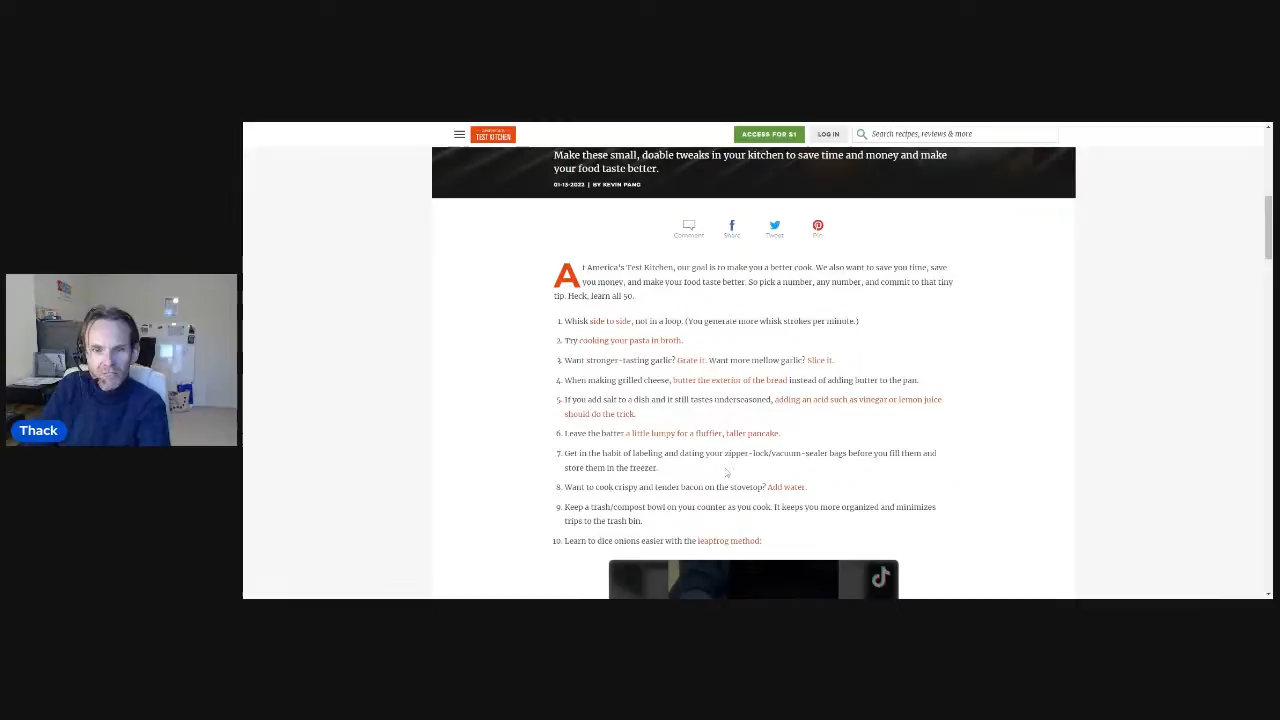 AMERICA'S
TEST KITCHEN
ACCESS FOR $1
LOG IN
Search recipes, reviews & more
Make these small, doable tweaks in your kitchen to save time and money and make
your food taste better.
01-13-2022 | BY KEVIN PANG
Comment
Share
Tweet
Pin
At America's Test Kitchen, our goal is to make you a better cook. We also want to save you time, save
you money, and make your food taste better. So pick a number, any number, and commit to that tiny
tip. Heck, learn all 50.
1. Whisk side to side, not in a loop. (You generate more whisk strokes per minute.)
2. Try cooking your pasta in broth.
3. Want stronger-tasting garlic? Grate it. Want more mellow garlic? Slice it.
4. When making grilled cheese, butter the exterior of the bread instead of adding butter to the pan.
5. If you add salt to a dish and it still tastes underseasoned, adding an acid such as vinegar or lemon juice
should do the trick.
6. Leave the batter a little lumpy for a fluffier, taller pancake.
7. Get in the habit of labeling and dating your zipper-lock/vacuum-sealer bags before you fill them and
store them in the freezer.
8. Want to cook crispy and tender bacon on the stovetop? Add water.
9. Keep a trash/compost bowl on your counter as you cook. It keeps you more organized and minimizes
trips to the trash bin.
10. Learn to dice onions easier with the leapfrog method:
Thack